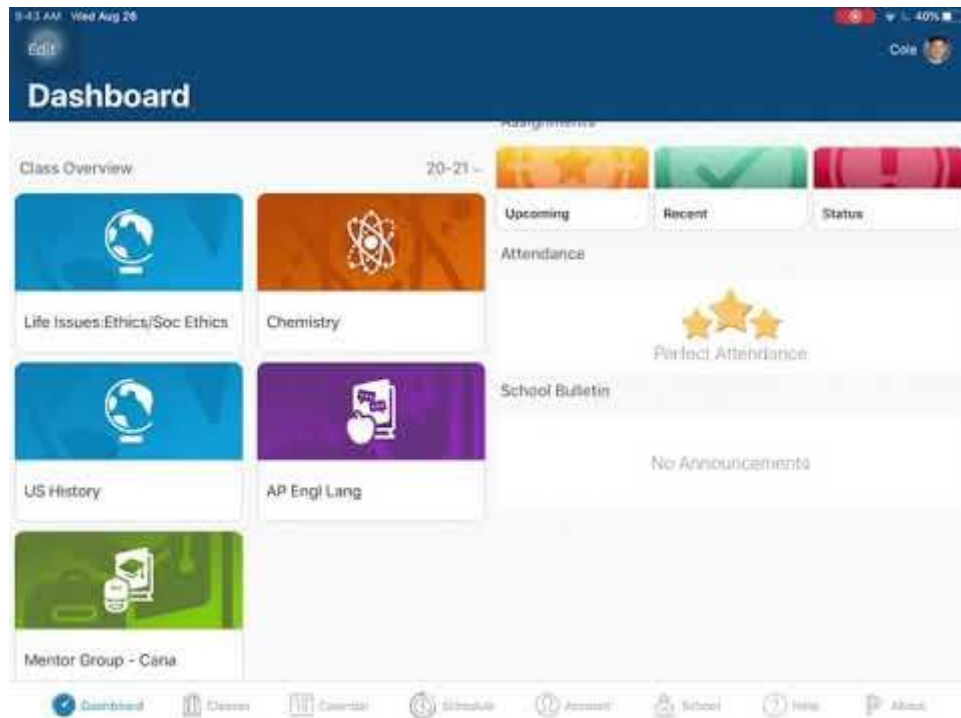 9:43 AM Wed Aug 26
40%
Edit
Cole
Dashboard
Class Overview
20-21
Life Issues:Ethics/Soc Ethics
Chemistry
US History
AP Engl Lang
Mentor Group - Cana
Assignments
Upcoming
Recent
Status
Attendance
Perfect Attendance
School Bulletin
No Announcements
Dashboard
Classes
Calendar
Schedule
Account
School
Help
About